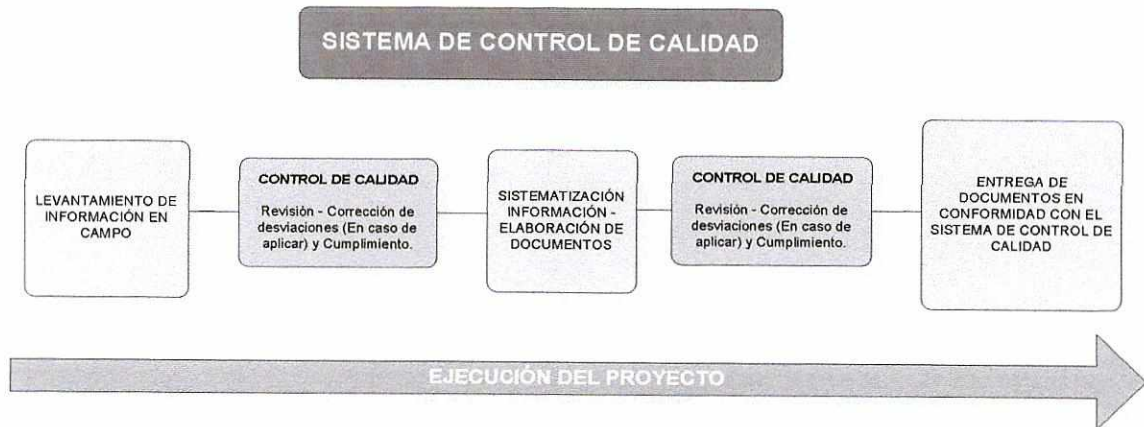 SISTEMA DE CONTROL DE CALIDAD
LEVANTAMIENTO DE
INFORMACIÓN EN
CAMPO
CONTROL DE CALIDAD
Revisión - Corrección de
desviaciones (En caso de
aplicar) y Cumplimiento.
SISTEMATIZACIÓN
INFORMACIÓN -
ELABORACIÓN DE
DOCUMENTOS
CONTROL DE CALIDAD
Revisión - Corrección de
desviaciones (En caso de
aplicar) y Cumplimiento.
ENTREGA DE
DOCUMENTOS EN
CONFORMIDAD CON EL
SISTEMA DE CONTROL DE
CALIDAD
EJECUCIÓN DEL PROYECTO